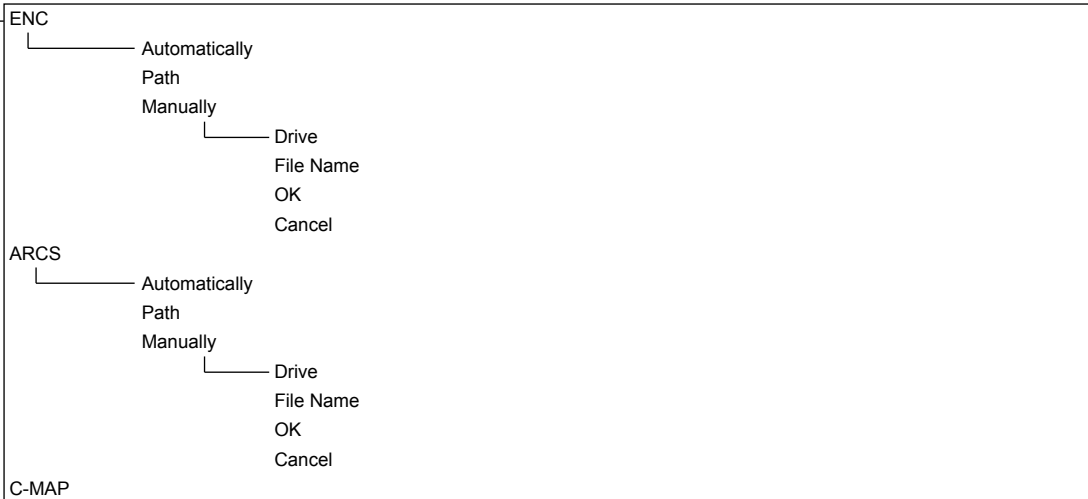 ENC
Automatically
Path
Manually
Drive
File Name
OK
Cancel
ARCS
Automatically
Path
Manually
Drive
File Name
OK
Cancel
C-MAP